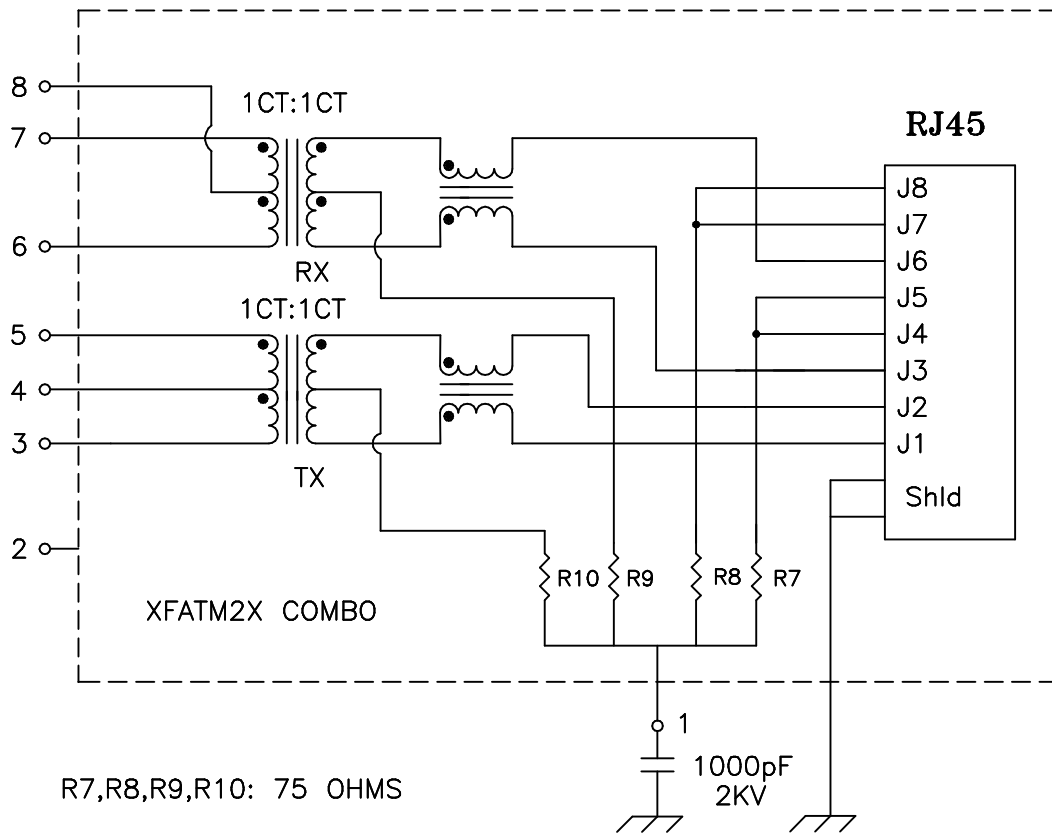 8
1CT:1CT
7
RJ45
J8
J7
6
J6
RX
J5
1CT:1CT
5
J4
J3
4
J2
3
J1
TX
Shld
2
R10
R9
R8
R7
XFATM2X COMBO
1
1000pF
2KV
R7,R8,R9,R10: 75 OHMS